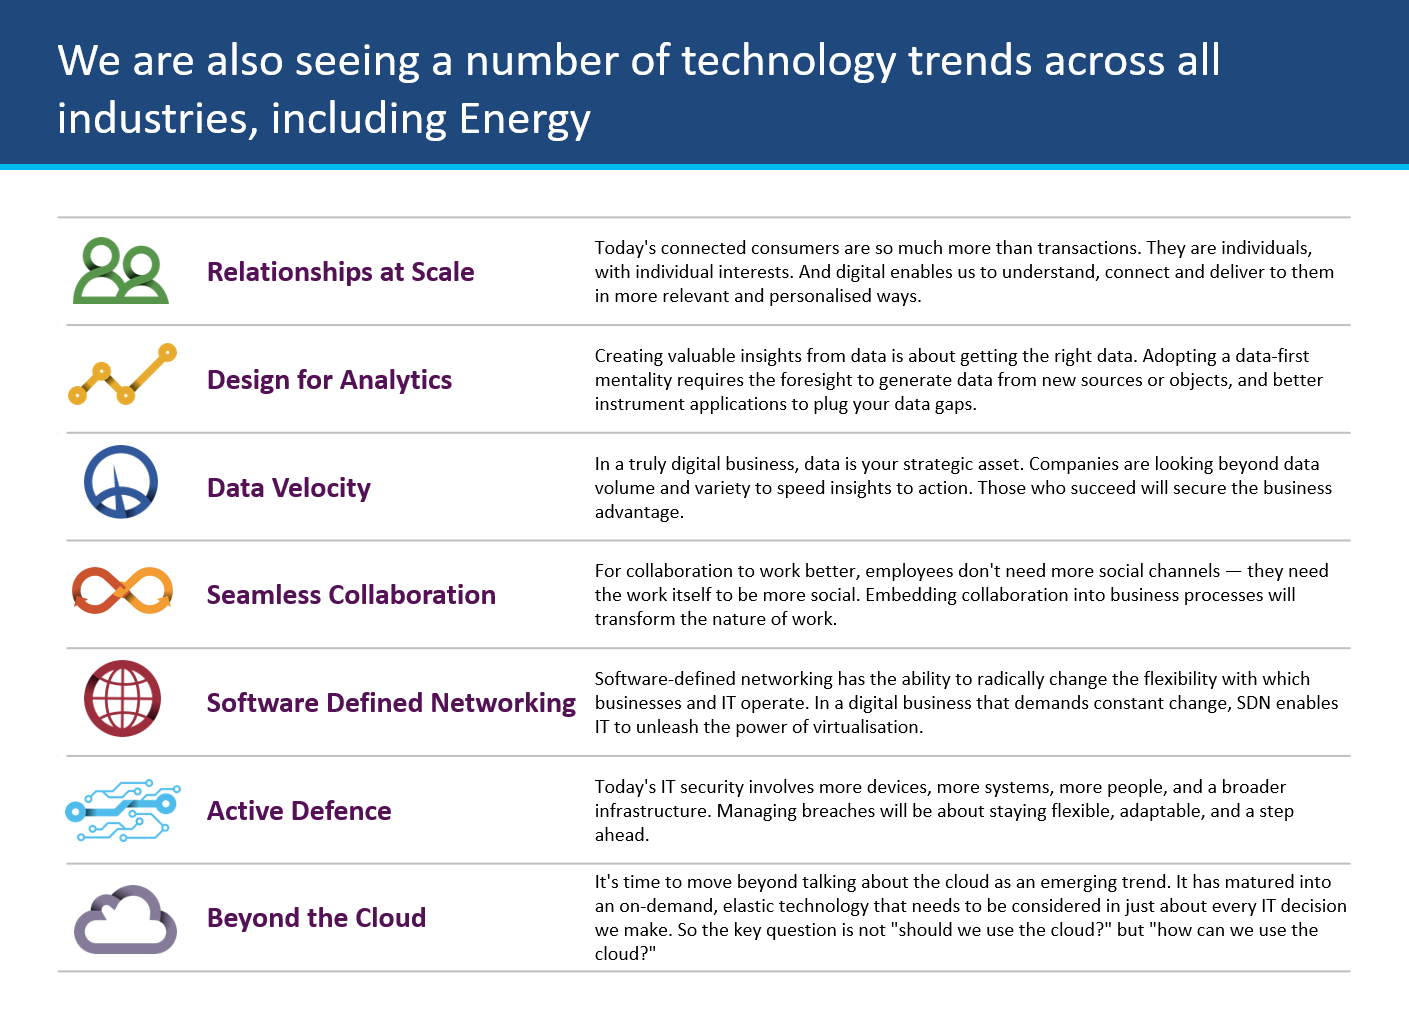 We are also seeing a number of technology trends across all
industries, including Energy
Relationships at Scale
Today's connected consumers are so much more than transactions. They are individuals,
with individual interests. And digital enables us to understand, connect and deliver to them
in more relevant and personalised ways.
Design for Analytics
Creating valuable insights from data is about getting the right data. Adopting a data-first
mentality requires the foresight to generate data from new sources or objects, and better
instrument applications to plug your data gaps.
Data Velocity
In a truly digital business, data is your strategic asset. Companies are looking beyond data
volume and variety to speed insights to action. Those who succeed will secure the business
advantage.
Seamless Collaboration
For collaboration to work better, employees don't need more social channels — they need
the work itself to be more social. Embedding collaboration into business processes will
transform the nature of work.
Software Defined Networking
Software-defined networking has the ability to radically change the flexibility with which
businesses and IT operate. In a digital business that demands constant change, SDN enables
IT to unleash the power of virtualisation.
Active Defence
Today's IT security involves more devices, more systems, more people, and a broader
infrastructure. Managing breaches will be about staying flexible, adaptable, and a step
ahead.
Beyond the Cloud
It's time to move beyond talking about the cloud as an emerging trend. It has matured into
an on-demand, elastic technology that needs to be considered in just about every IT decision
we make. So the key question is not "should we use the cloud?" but "how can we use the
cloud?"